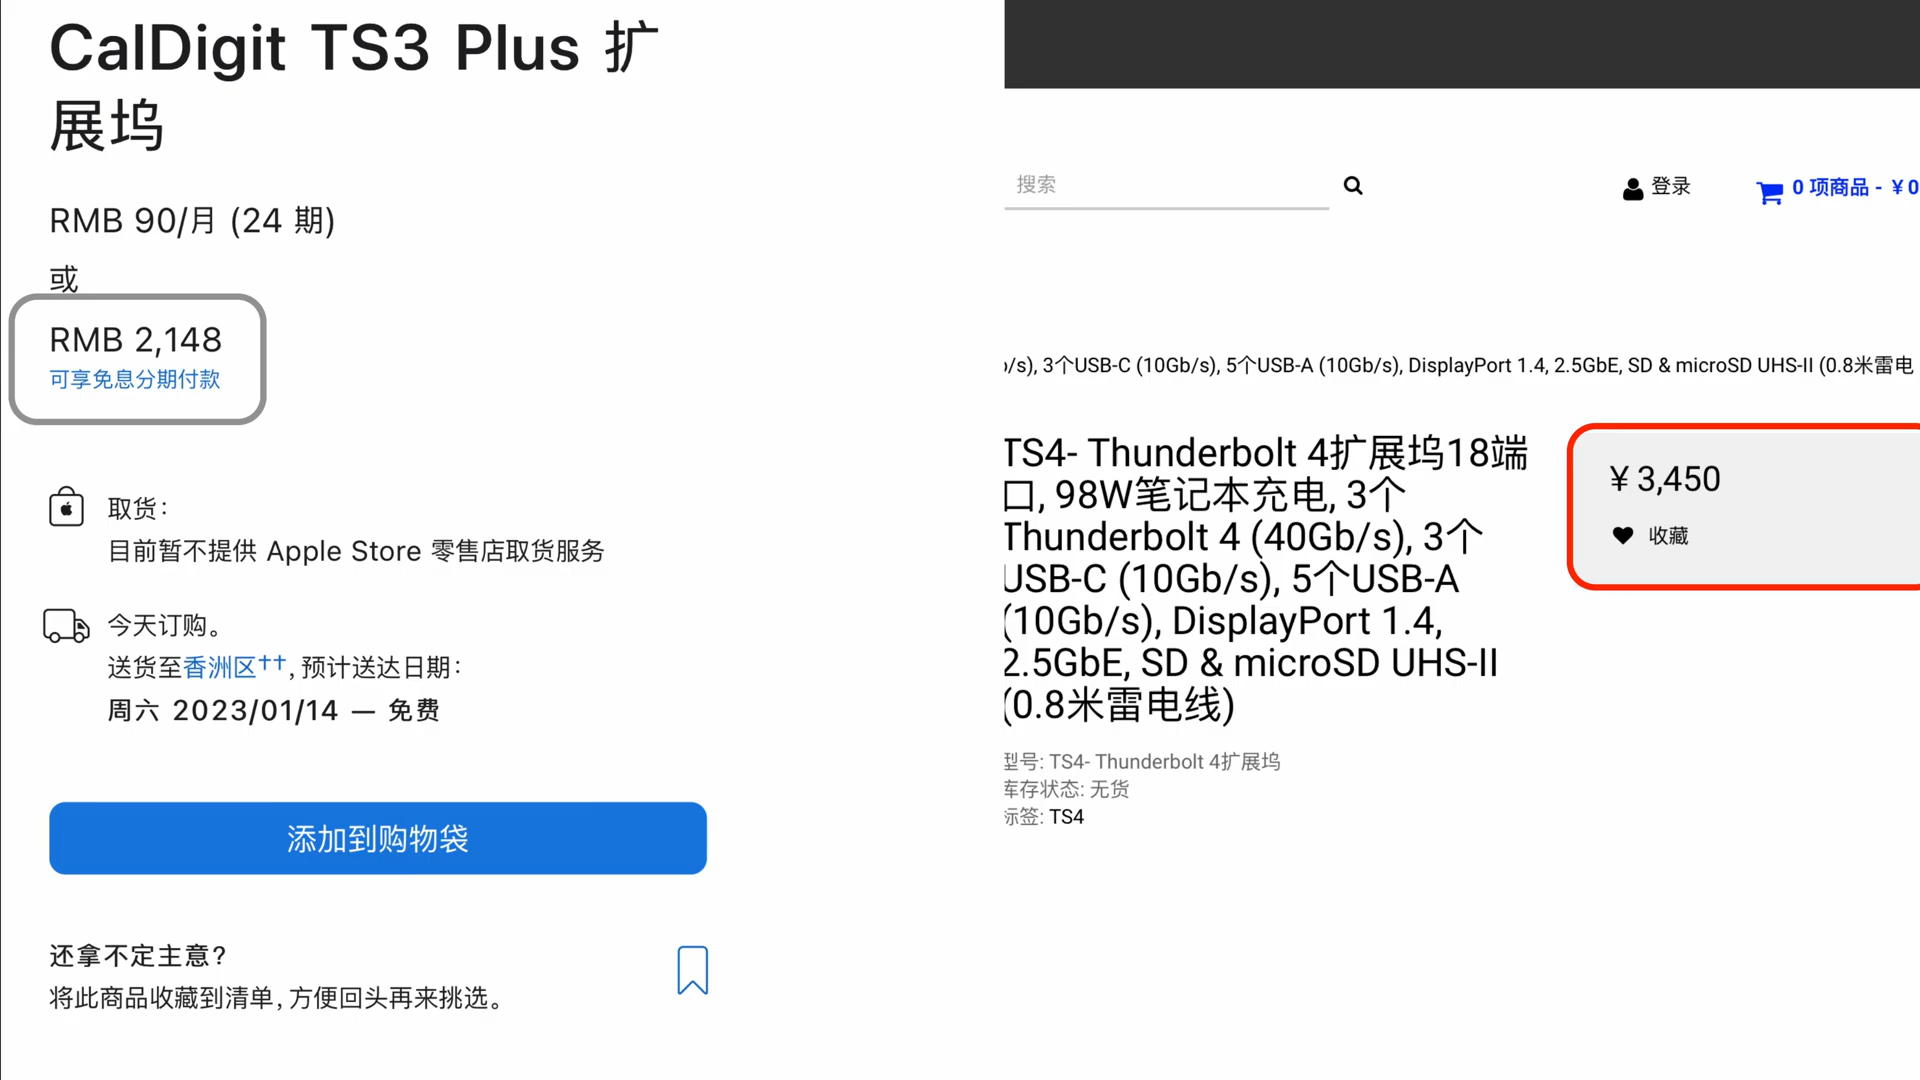 CalDigit TS3 Plus 扩
展坞
RMB 90/月 (24 期)
或
RMB 2,148
可享免息分期付款
取货:
目前暂不提供 Apple Store 零售店取货服务
今天订购。
送货至香洲区††, 预计送达日期:
周六 2023/01/14 — 免费
添加到购物袋
还拿不定主意?
将此商品收藏到清单, 方便回头再来挑选。
搜索
登录
0 项商品 - ¥0
/s), 3个USB-C (10Gb/s), 5个USB-A (10Gb/s), DisplayPort 1.4, 2.5GbE, SD & microSD UHS-II (0.8米雷电
TS4- Thunderbolt 4扩展坞18端
口, 98W笔记本充电, 3个
Thunderbolt 4 (40Gb/s), 3个
USB-C (10Gb/s), 5个USB-A
(10Gb/s), DisplayPort 1.4,
2.5GbE, SD & microSD UHS-II
(0.8米雷电线)
¥ 3,450
收藏
型号: TS4- Thunderbolt 4扩展坞
库存状态: 无货
标签: TS4